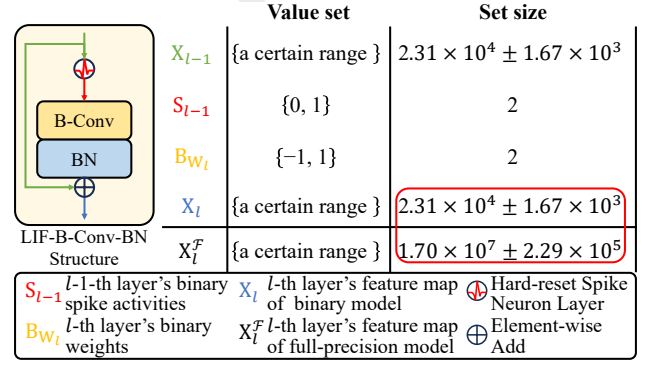 Value set Set size
X_{l−1} {a certain range } 2.31 × 10^4 ± 1.67 × 10^3
S_{l−1} {0, 1} 2
B-Conv
BN
B_{W_l} {−1, 1} 2
X_l {a certain range } 2.31 × 10^4 ± 1.67 × 10^3
LIF-B-Conv-BN
Structure
X_l^ℱ {a certain range } 1.70 × 10^7 ± 2.29 × 10^5
S_{l−1} l-1-th layer's binary
spike activities
B_{W_l} l-th layer's binary
weights
X_l l-th layer's feature map
of binary model
X_l^ℱ l-th layer's feature map
of full-precision model
Hard-reset Spike
Neuron Layer
Element-wise
Add